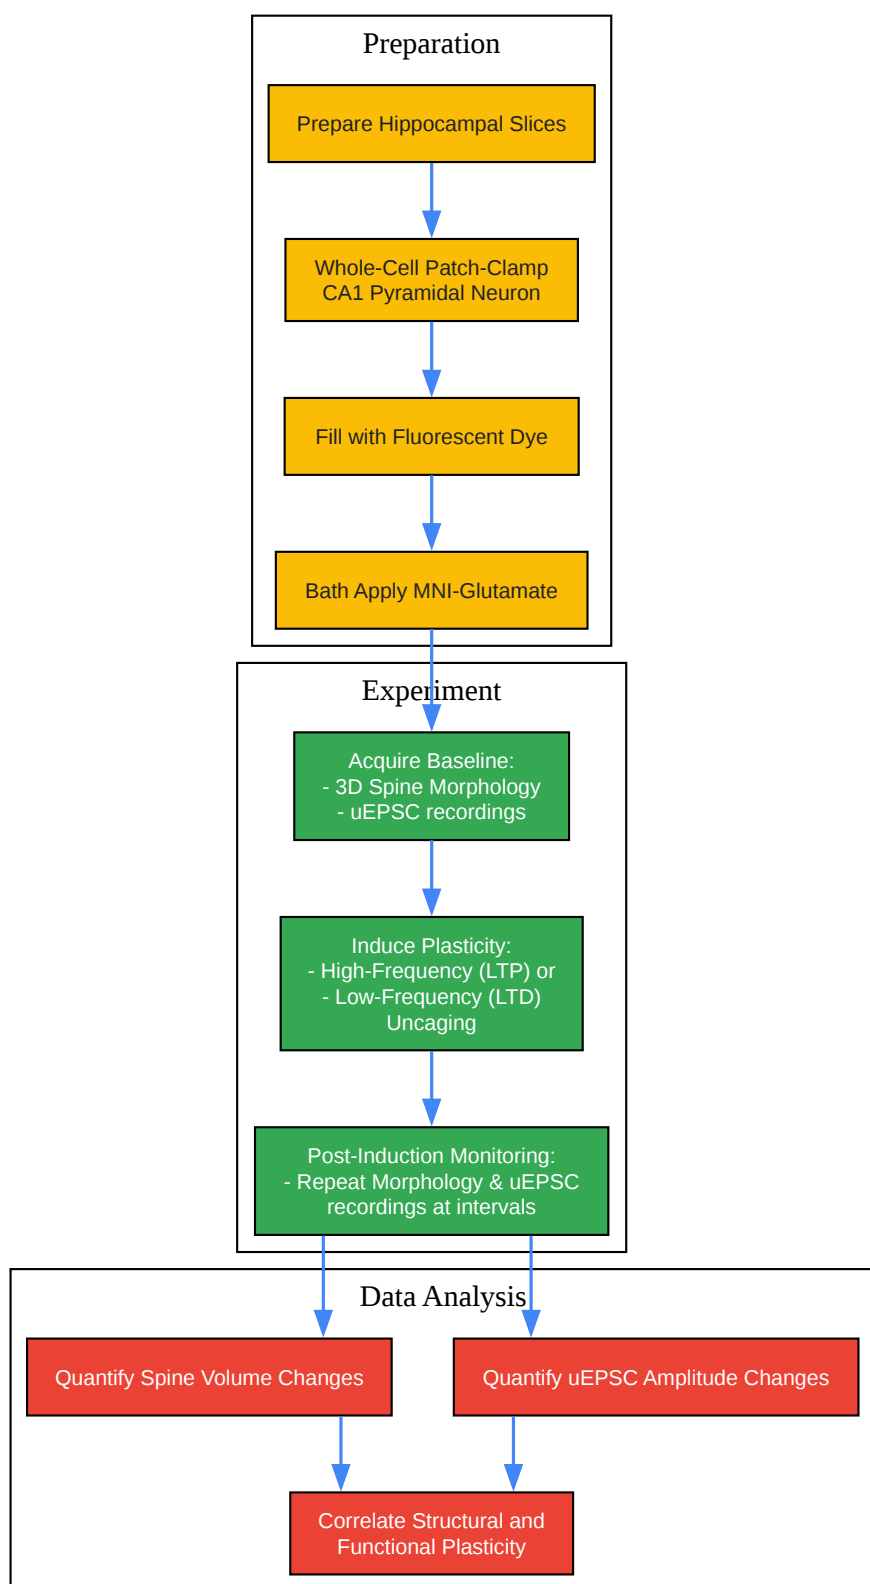 Preparation
Prepare Hippocampal Slices
Whole-Cell Patch-Clamp
CA1 Pyramidal Neuron
Fill with Fluorescent Dye
Bath Apply MNI-Glutamate
Experiment
Acquire Baseline:
- 3D Spine Morphology
- uEPSC recordings
Induce Plasticity:
- High-Frequency (LTP) or
- Low-Frequency (LTD)
Uncaging
Post-Induction Monitoring:
- Repeat Morphology & uEPSC
recordings at intervals
Data Analysis
Quantify Spine Volume Changes
Quantify uEPSC Amplitude Changes
Correlate Structural and
Functional Plasticity